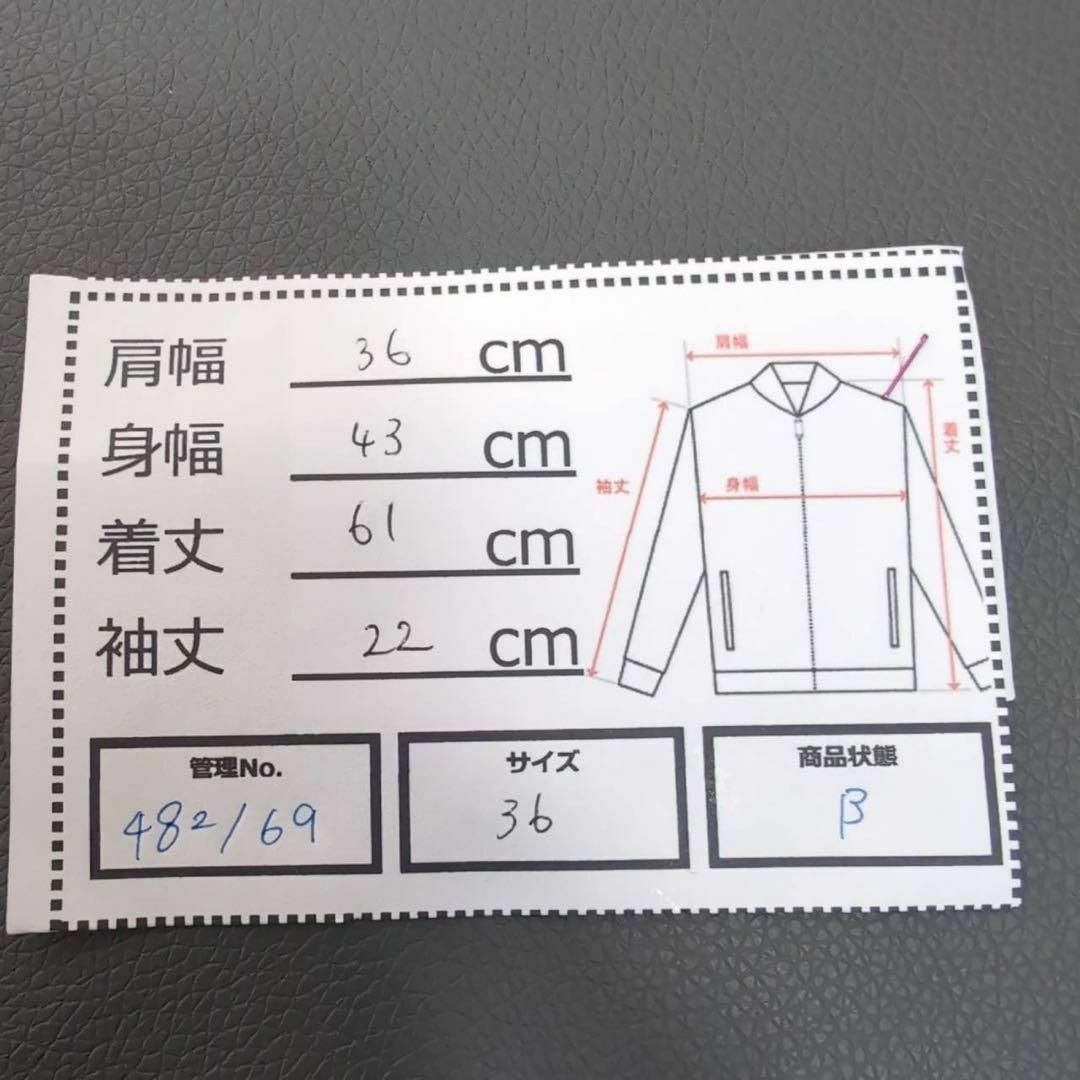 肩幅 36 cm
身幅 43 cm
着丈 61 cm
袖丈 22 cm
肩幅
着丈
袖丈
身幅
管理No.
482/69
サイズ
36
商品状態
B